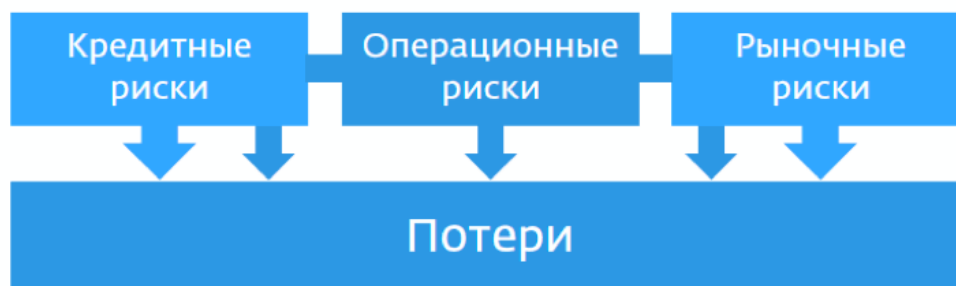 Кредитные
риски
Операционные
риски
Рыночные
риски
Потери